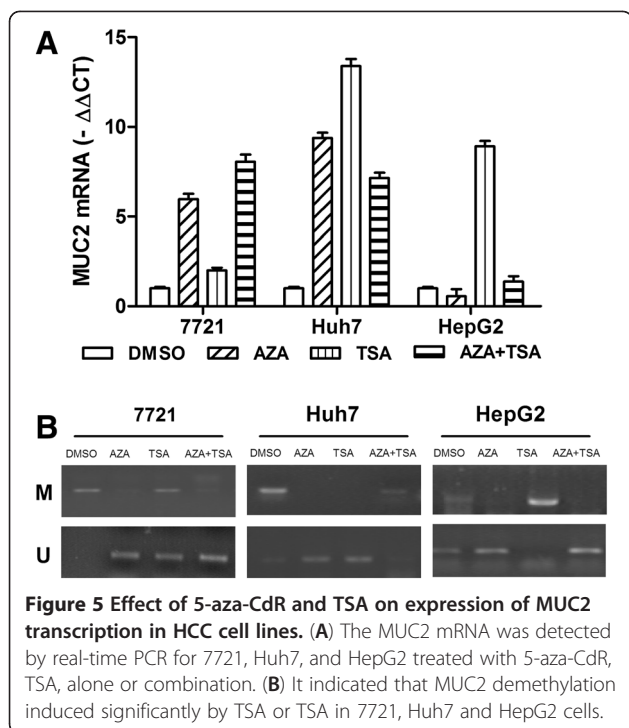 A
MUC2 mRNA (- ΔΔCT)
15
10
5
0
7721 Huh7 HepG2
DMSO AZA TSA AZA+TSA
B
7721 Huh7 HepG2
DMSO AZA TSA AZA+TSA DMSO AZA TSA AZA+TSA DMSO AZA TSA AZA+TSA
M
U
Figure 5 Effect of 5-aza-CdR and TSA on expression of MUC2
transcription in HCC cell lines. (A) The MUC2 mRNA was detected
by real-time PCR for 7721, Huh7, and HepG2 treated with 5-aza-CdR,
TSA, alone or combination. (B) It indicated that MUC2 demethylation
induced significantly by TSA or TSA in 7721, Huh7 and HepG2 cells.